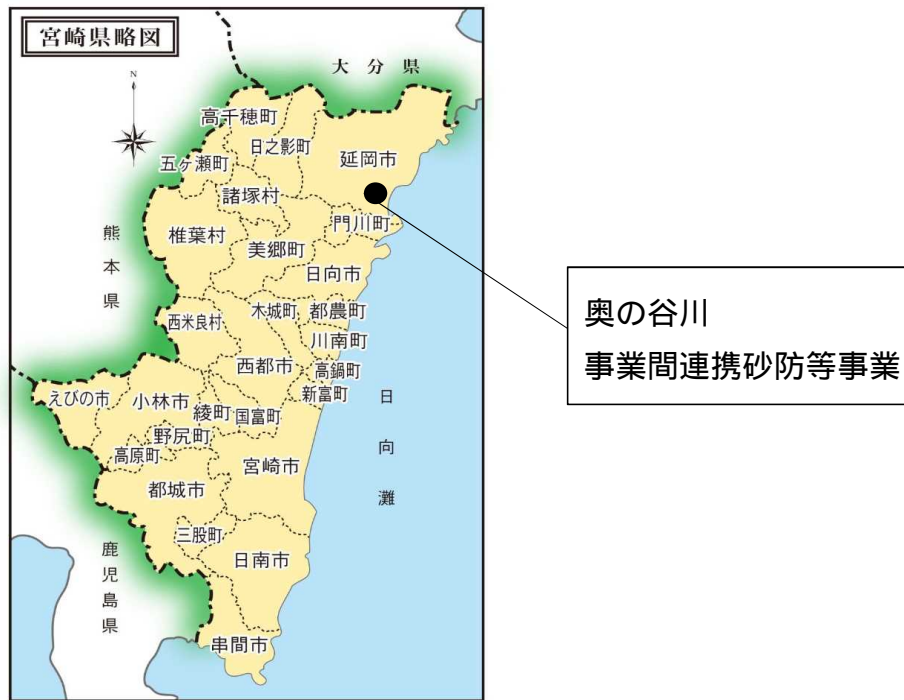 宮崎県略図
N
大分県
高千穂町
日之影町
延岡市
五ヶ瀬町
諸塚村
門川町
椎葉村
美郷町
熊本県
日向市
木城町
都農町
西米良村
川南町
西都市
高鍋町
新富町
えびの市
小林市
綾町
国富町
野尻町
高原町
宮崎市
都城市
日向灘
三股町
日南市
鹿児島県
串間市
奥の谷川
事業間連携砂防等事業